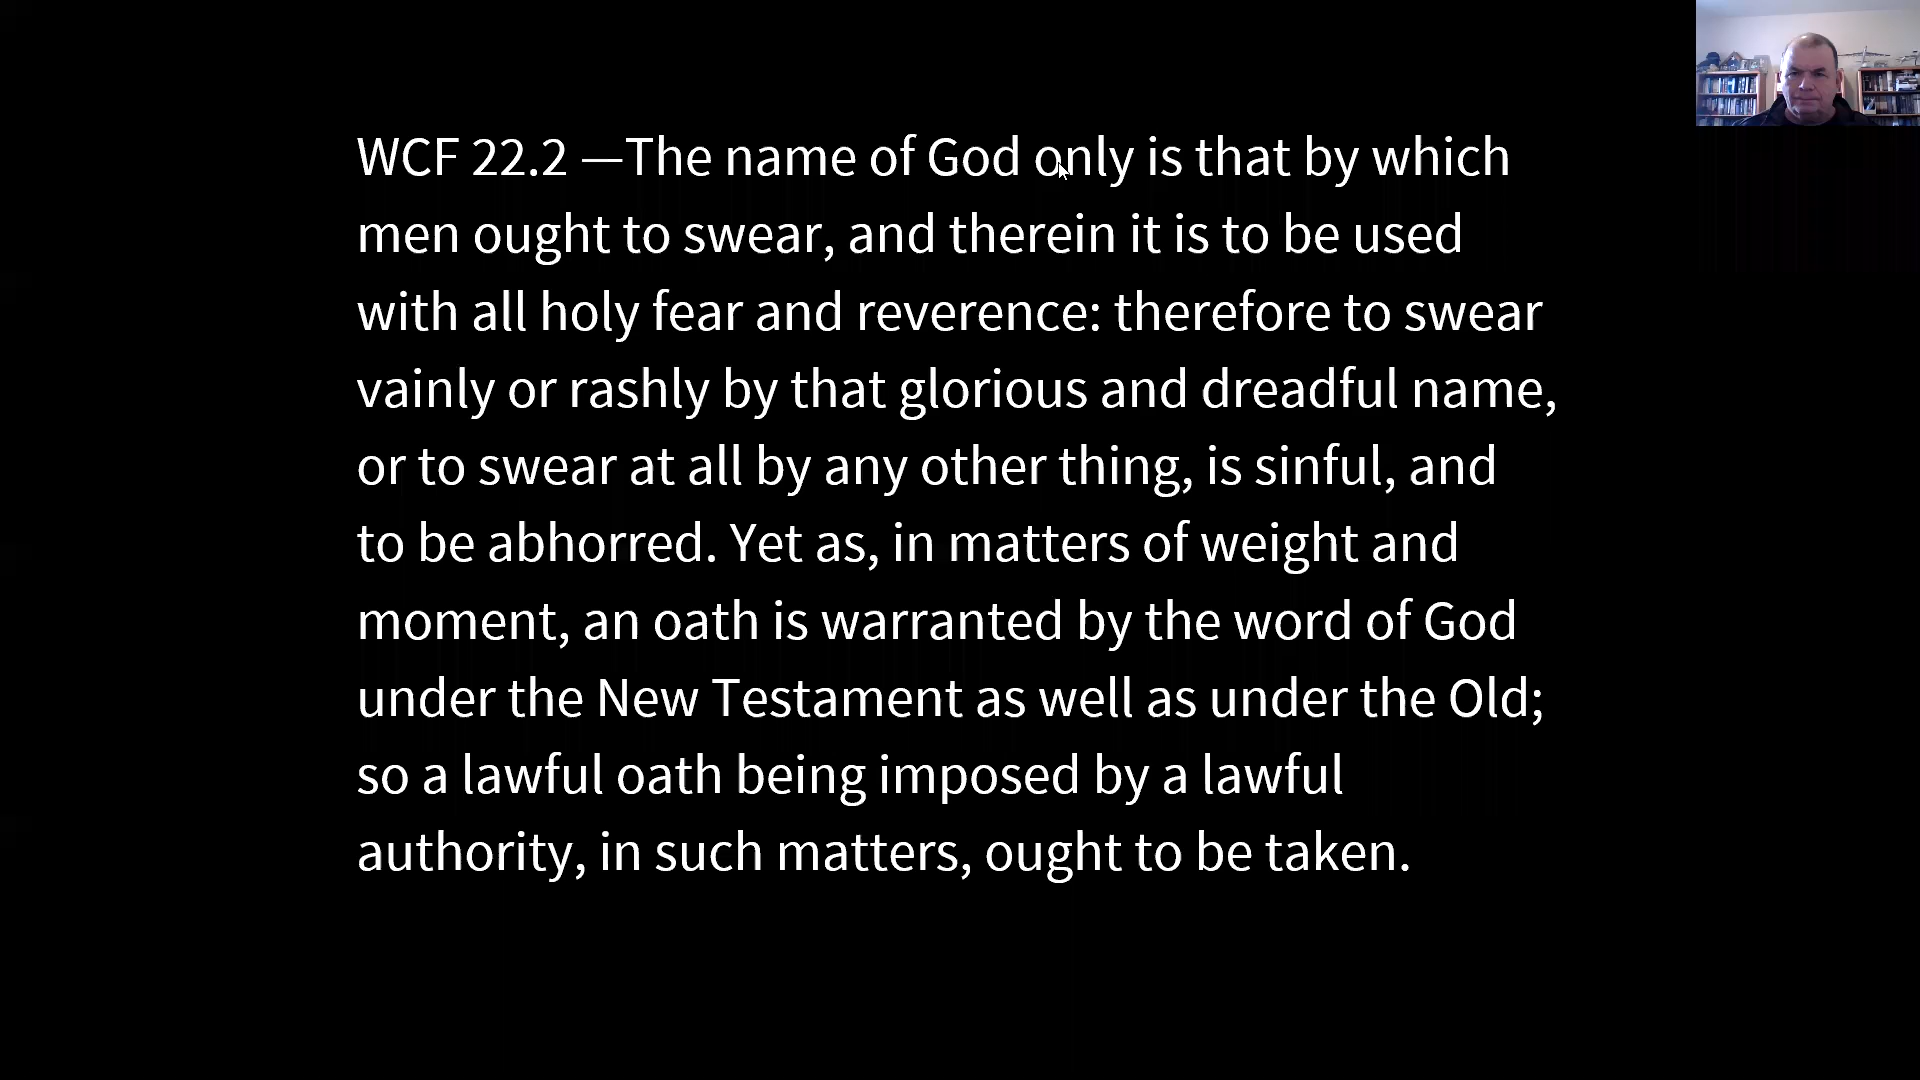 WCF 22.2 —The name of God only is that by which
men ought to swear, and therein it is to be used
with all holy fear and reverence: therefore to swear
vainly or rashly by that glorious and dreadful name,
or to swear at all by any other thing, is sinful, and
to be abhorred. Yet as, in matters of weight and
moment, an oath is warranted by the word of God
under the New Testament as well as under the Old;
so a lawful oath being imposed by a lawful
authority, in such matters, ought to be taken.